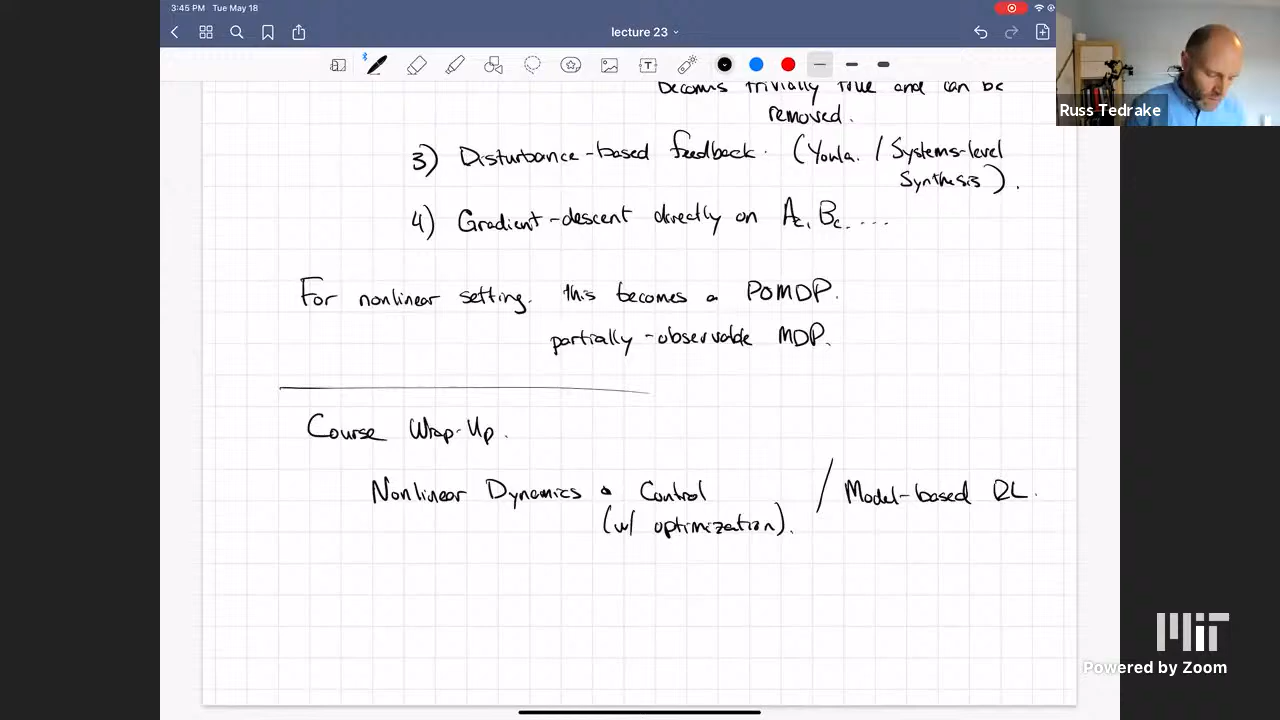 3:45 PM Tue May 18
lecture 23
Russ Tedrake
becomes trivially true and can be
removed.
3) Disturbance-based feedback. (Youla. / Systems-level
Synthesis).
4) Gradient-descent directly on Ac, Bc, ...
For nonlinear setting. this becomes a POMDP.
partially-observable MDP.
Course Wrap-Up.
Nonlinear Dynamics & Control / Model-based RL.
(w/ optimization).
MIT
Powered by Zoom